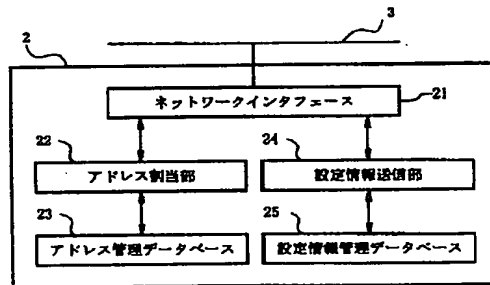 3
2
ネットワークインタフェース
21
22
24
アドレス割当部
設定情報送信部
23
25
アドレス管理データベース
設定情報管理データベース